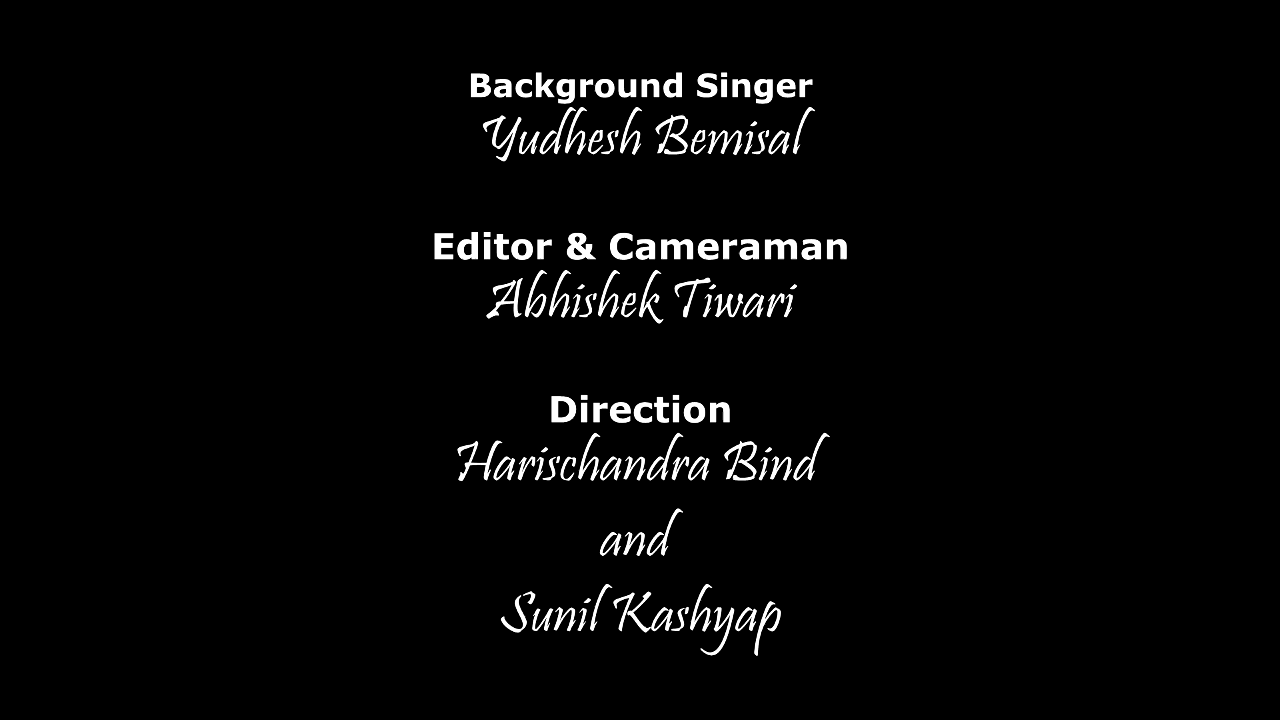 Background Singer
Yudhesh Bemisal
Editor & Cameraman
Abhishek Tiwari
Direction
Harischandra Bind
and
Sunil Kashyap